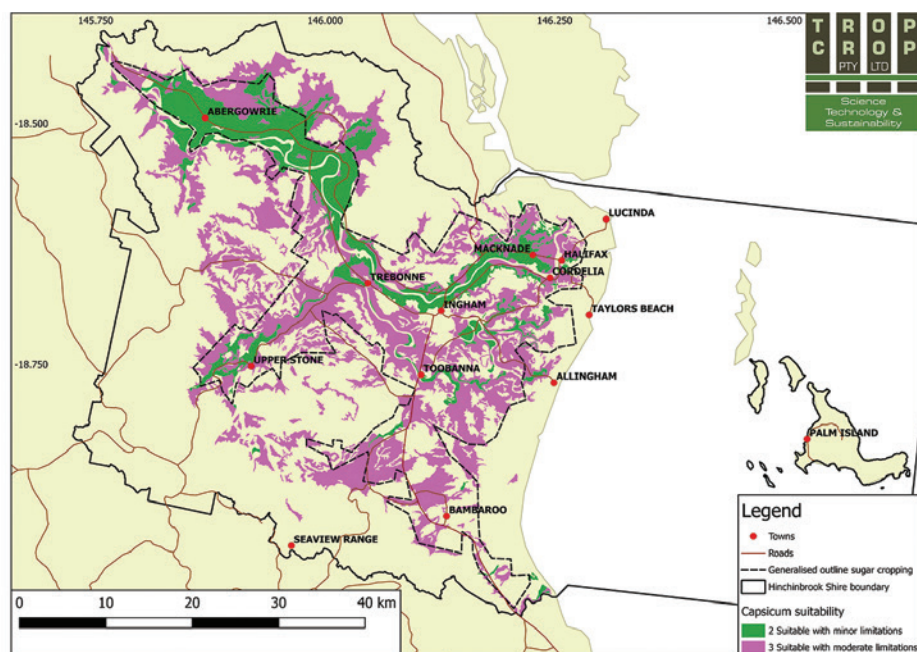 145.750
146.000
146.250
146.500
TROP
CROP
PTY LTD
Science
Technology &
Sustainability
-18.500
-18.750
ABERGOWRIE
LUCINDA
MACKNADE
HALIFAX
CORDELIA
TREBONNE
INGHAM
TAYLORS BEACH
UPPER STONE
TOOBANNA
ALLINGHAM
PALM ISLAND
BAMBAROO
SEAVIEW RANGE
0 10 20 30 40 km
Legend
Towns
Roads
Generalised outline sugar cropping
Hinchinbrook Shire boundary
Capsicum suitability
2 Suitable with minor limitations
3 Suitable with moderate limitations